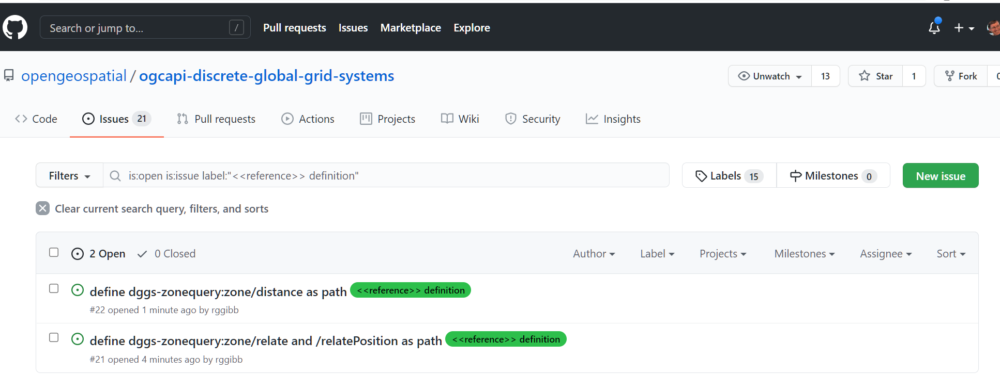 Search or jump to... /
Pull requests Issues Marketplace Explore
opengeospatial / ogcapi-discrete-global-grid-systems
Unwatch 13 Star 1 Fork
Code Issues 21 Pull requests Actions Projects Wiki Security Insights
Filters is:open is:issue label:"<<reference>> definition" Labels 15 Milestones 0 New issue
Clear current search query, filters, and sorts
2 Open 0 Closed Author Label Projects Milestones Assignee Sort
define dggs-zonequery:zone/distance as path <<reference>> definition
#22 opened 1 minute ago by rggibb
define dggs-zonequery:zone/relate and /relatePosition as path <<reference>> definition
#21 opened 4 minutes ago by rggibb